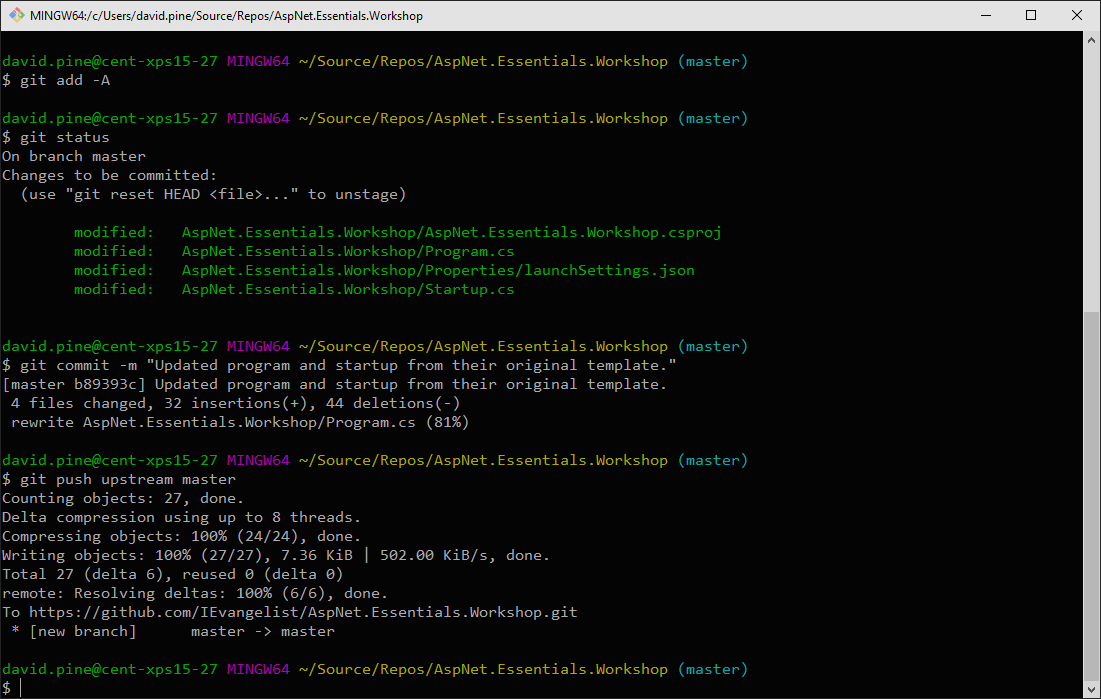 MINGW64:/c/Users/david.pine/Source/Repos/AspNet.Essentials.Workshop
david.pine@cent-xps15-27 MINGW64 ~/Source/Repos/AspNet.Essentials.Workshop (master)
$ git add -A
david.pine@cent-xps15-27 MINGW64 ~/Source/Repos/AspNet.Essentials.Workshop (master)
$ git status
On branch master
Changes to be committed:
  (use "git reset HEAD <file>..." to unstage)
        modified:   AspNet.Essentials.Workshop/AspNet.Essentials.Workshop.csproj
        modified:   AspNet.Essentials.Workshop/Program.cs
        modified:   AspNet.Essentials.Workshop/Properties/launchSettings.json
        modified:   AspNet.Essentials.Workshop/Startup.cs
david.pine@cent-xps15-27 MINGW64 ~/Source/Repos/AspNet.Essentials.Workshop (master)
$ git commit -m "Updated program and startup from their original template."
[master b89393c] Updated program and startup from their original template.
 4 files changed, 32 insertions(+), 44 deletions(-)
 rewrite AspNet.Essentials.Workshop/Program.cs (81%)
david.pine@cent-xps15-27 MINGW64 ~/Source/Repos/AspNet.Essentials.Workshop (master)
$ git push upstream master
Counting objects: 27, done.
Delta compression using up to 8 threads.
Compressing objects: 100% (24/24), done.
Writing objects: 100% (27/27), 7.36 KiB | 502.00 KiB/s, done.
Total 27 (delta 6), reused 0 (delta 0)
remote: Resolving deltas: 100% (6/6), done.
To https://github.com/IEvangelist/AspNet.Essentials.Workshop.git
 * [new branch]      master -> master
david.pine@cent-xps15-27 MINGW64 ~/Source/Repos/AspNet.Essentials.Workshop (master)
$